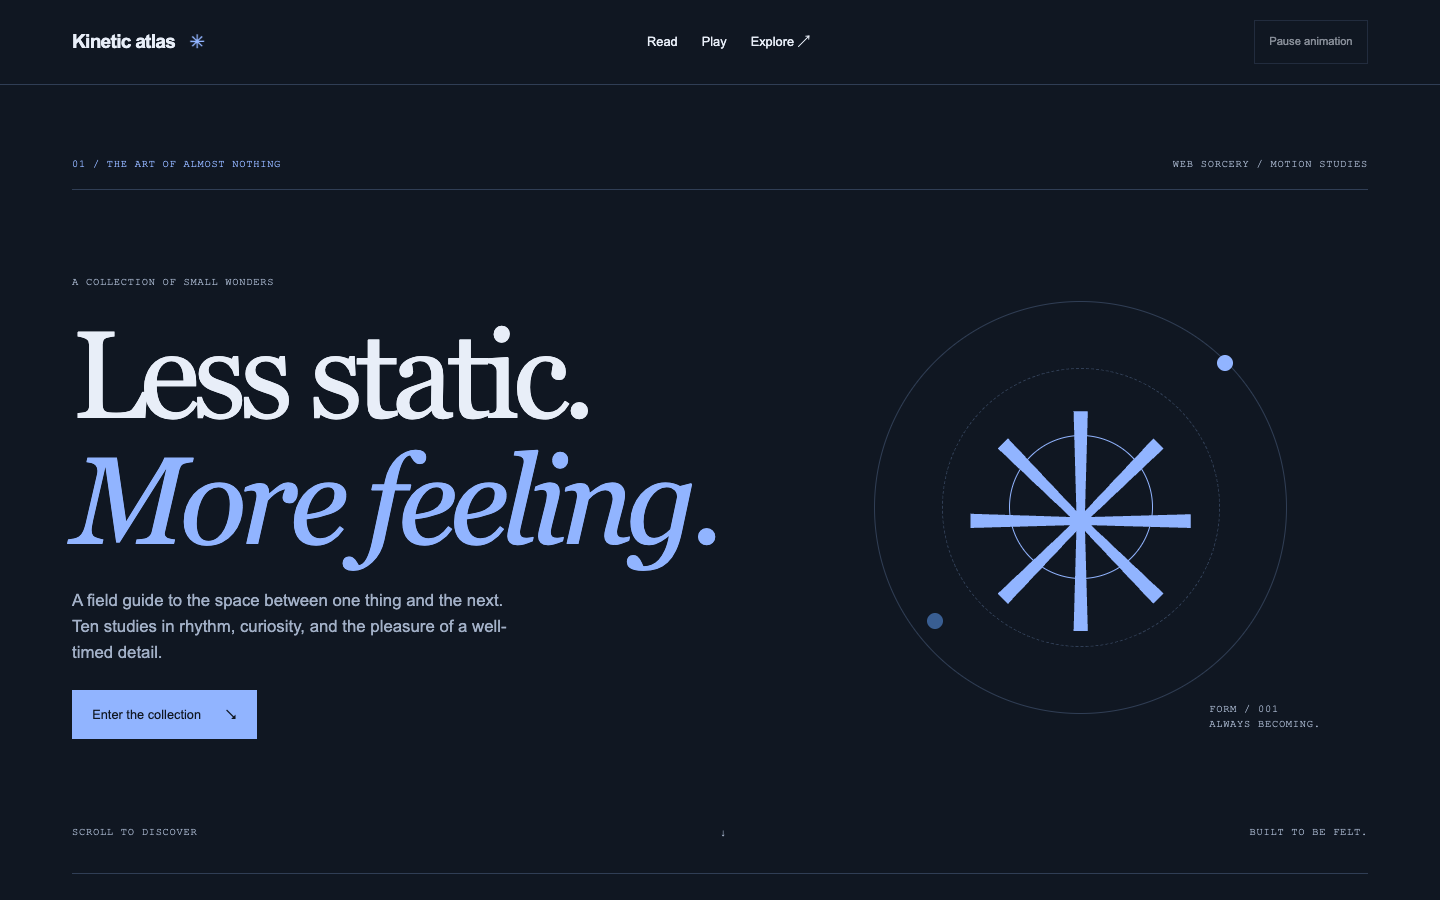 Kinetic atlas
Read
Play
Explore ↗
Pause animation
01 / THE ART OF ALMOST NOTHING
WEB SORCERY / MOTION STUDIES
A COLLECTION OF SMALL WONDERS
Less static.
More feeling.
A field guide to the space between one thing and the next.
Ten studies in rhythm, curiosity, and the pleasure of a well-
timed detail.
Enter the collection ↘
FORM / 001
ALWAYS BECOMING.
SCROLL TO DISCOVER
↓
BUILT TO BE FELT.